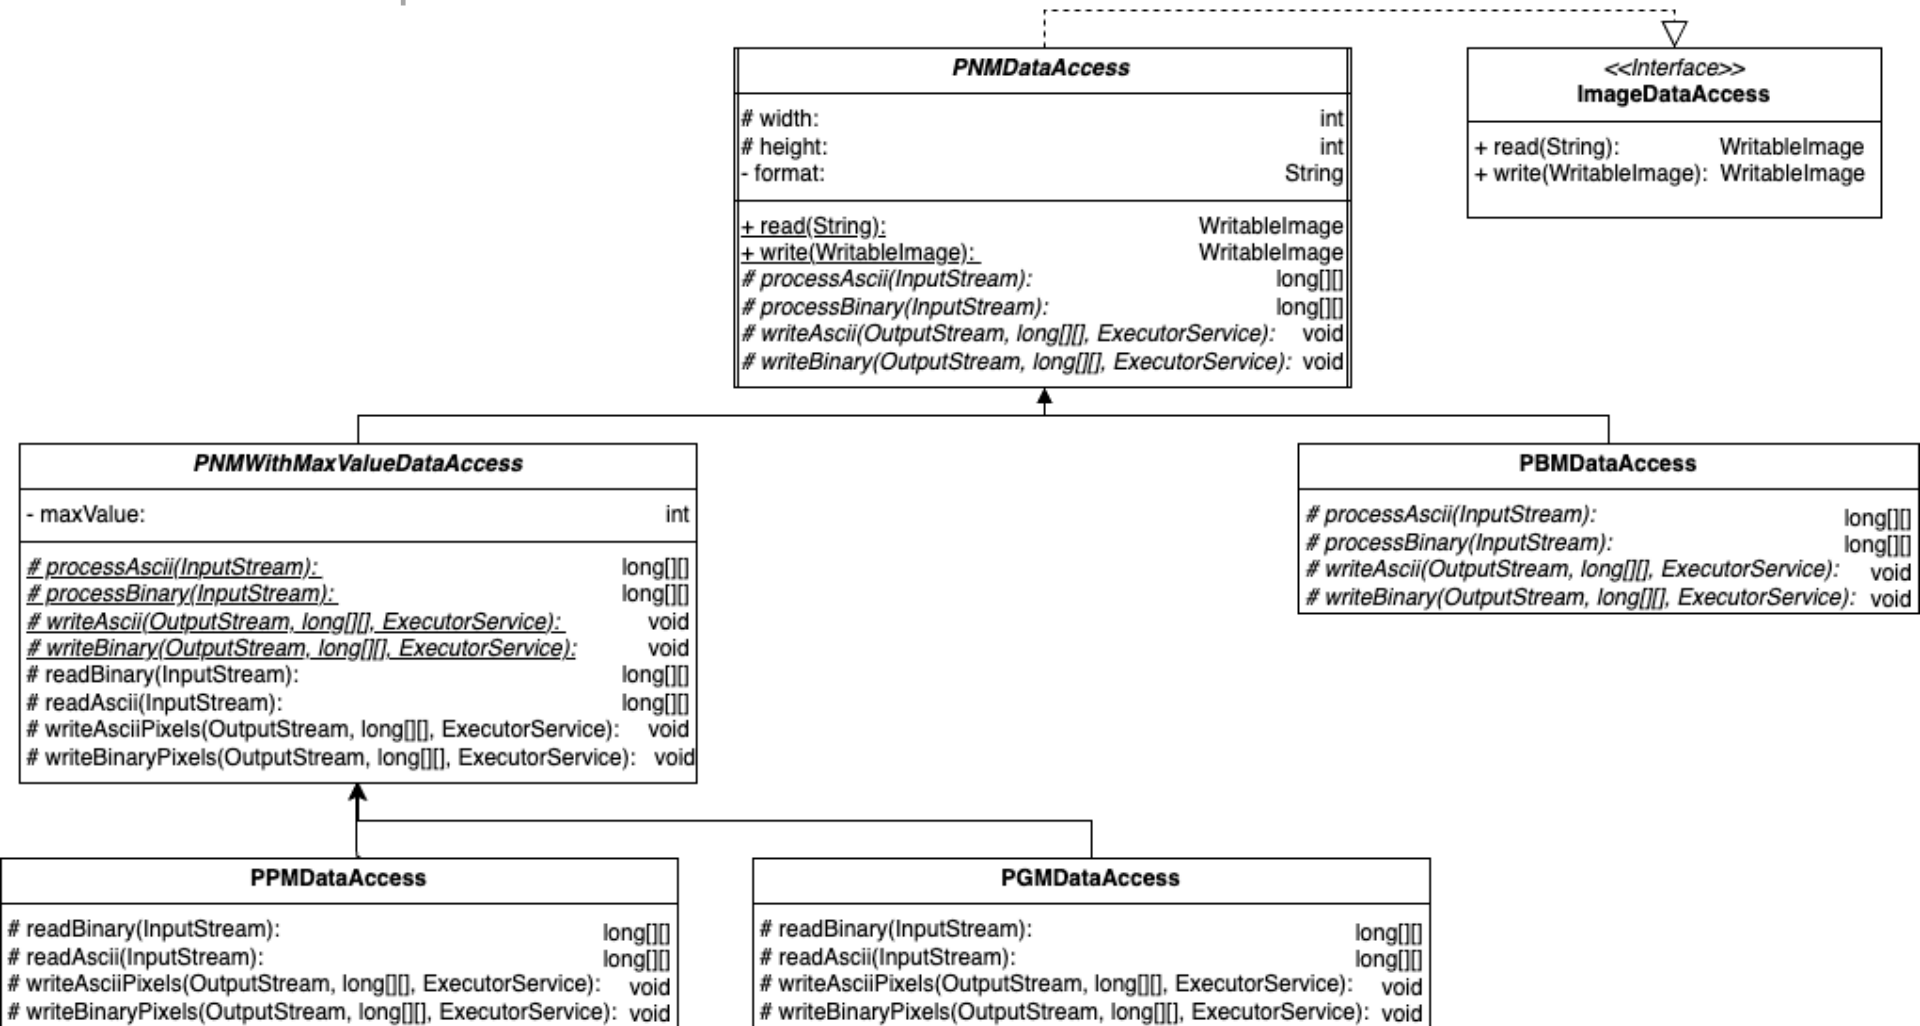 PNMDataAccess
# width: int
# height: int
- format: String
+ read(String): WritableImage
+ write(WritableImage): WritableImage
# processAscii(InputStream): long[][]
# processBinary(InputStream): long[][]
# writeAscii(OutputStream, long[][], ExecutorService): void
# writeBinary(OutputStream, long[][], ExecutorService): void
<<Interface>>
ImageDataAccess
+ read(String): WritableImage
+ write(WritableImage): WritableImage
PNMWithMaxValueDataAccess
- maxValue: int
# processAscii(InputStream): long[][]
# processBinary(InputStream): long[][]
# writeAscii(OutputStream, long[][], ExecutorService): void
# writeBinary(OutputStream, long[][], ExecutorService): void
# readBinary(InputStream): long[][]
# readAscii(InputStream): long[][]
# writeAsciiPixels(OutputStream, long[][], ExecutorService): void
# writeBinaryPixels(OutputStream, long[][], ExecutorService): void
PBMDataAccess
# processAscii(InputStream): long[][]
# processBinary(InputStream): long[][]
# writeAscii(OutputStream, long[][], ExecutorService): void
# writeBinary(OutputStream, long[][], ExecutorService): void
PPMDataAccess
# readBinary(InputStream): long[][]
# readAscii(InputStream): long[][]
# writeAsciiPixels(OutputStream, long[][], ExecutorService): void
# writeBinaryPixels(OutputStream, long[][], ExecutorService): void
PGMDataAccess
# readBinary(InputStream): long[][]
# readAscii(InputStream): long[][]
# writeAsciiPixels(OutputStream, long[][], ExecutorService): void
# writeBinaryPixels(OutputStream, long[][], ExecutorService): void